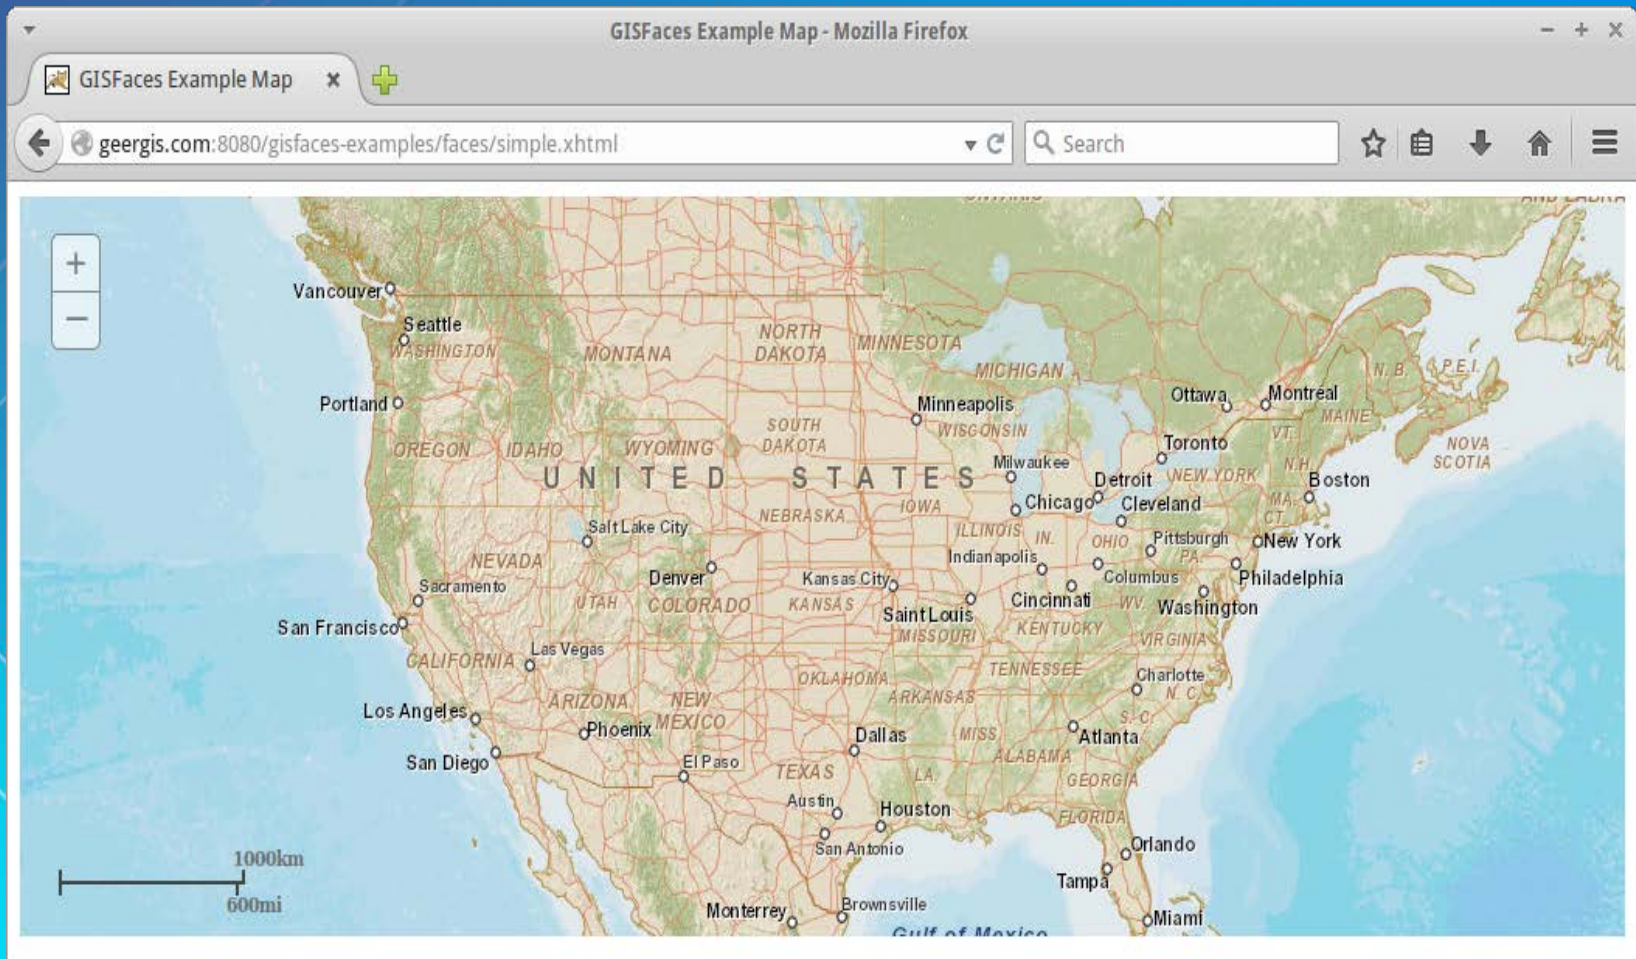 GISFaces Example Map - Mozilla Firefox
GISFaces Example Map
geergis.com:8080/gisfaces-examples/faces/simple.xhtml
Search
ONTARIO
AND LABRA
Vancouver
Seattle
WASHINGTON
MONTANA
NORTH
DAKOTA
MINNESOTA
MICHIGAN
N. B.
P.E.I.
Portland
Minneapolis
Ottawa
Montréal
MAINE
OREGON
IDAHO
WYOMING
SOUTH
DAKOTA
WISCONSIN
VT.
Toronto
NOVA
SCOTIA
UNITED STATES
Milwaukee
Detroit
NEW YORK
N.H.
Boston
Chicago
Cleveland
MA.
CT.
NEBRASKA
IOWA
ILLINOIS
IN.
OHIO
Pittsburgh
PA.
New York
Salt Lake City
NEVADA
Indianapolis
Denver
Kansas City
Columbus
Philadelphia
Sacramento
UTAH
COLORADO
KANSAS
Saint Louis
Cincinnati
WV
Washington
San Francisco
MISSOURI
KENTUCKY
VIRGINIA
CALIFORNIA
Las Vegas
OKLAHOMA
TENNESSEE
Charlotte
N. C.
ARIZONA
NEW
MEXICO
ARKANSAS
Los Angeles
Phoenix
Dallas
MISS.
S. C.
Atlanta
San Diego
El Paso
TEXAS
LA.
ALABAMA
GEORGIA
Austin
Houston
FLORIDA
San Antonio
Orlando
1000km
600mi
Tampa
Monterrey
Brownsville
Miami
Gulf of Mexico